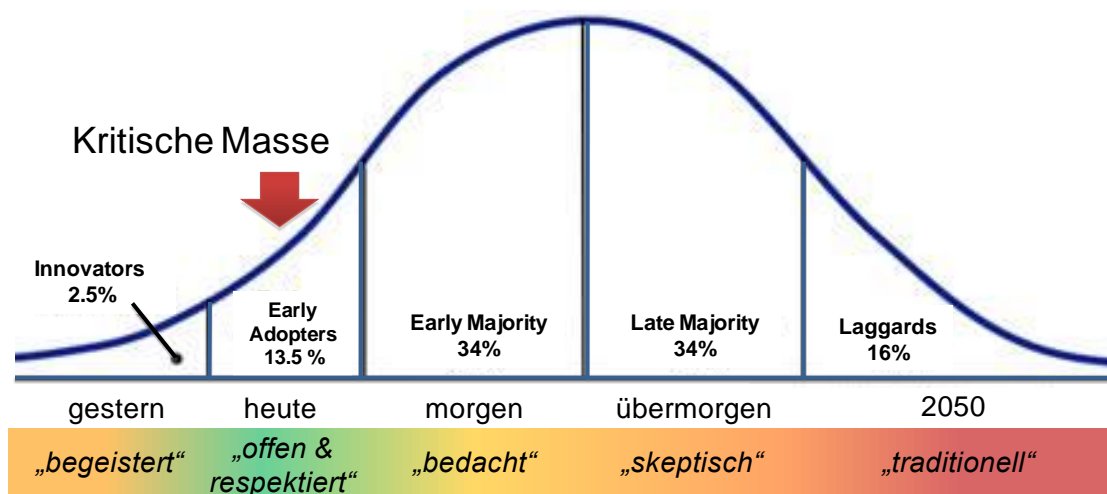 Kritische Masse
Innovators
2.5%
Early
Adopters
13.5 %
Early Majority
34%
Late Majority
34%
Laggards
16%
gestern heute morgen übermorgen 2050
„begeistert“ „offen &
respektiert“ „bedacht“ „skeptisch“ „traditionell“